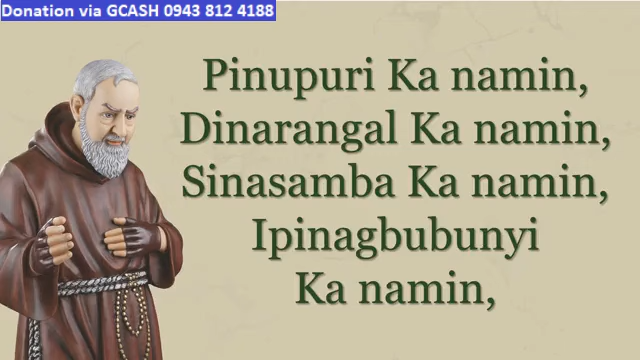 Donation via GCASH 0943 812 4188
Pinupuri Ka namin,
Dinarangal Ka namin,
Sinasamba Ka namin,
Ipinagbubunyi
Ka namin,